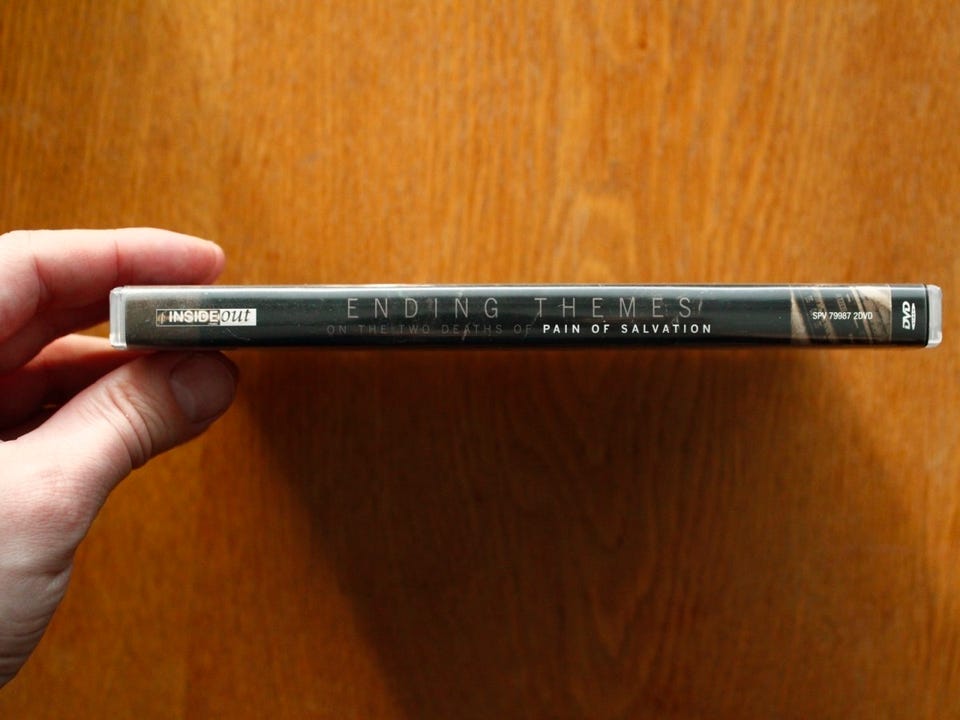 INSIDEout
ENDING THEMES
ON THE TWO DEATHS OF PAIN OF SALVATION
SPV 79987 2DVD
DVD